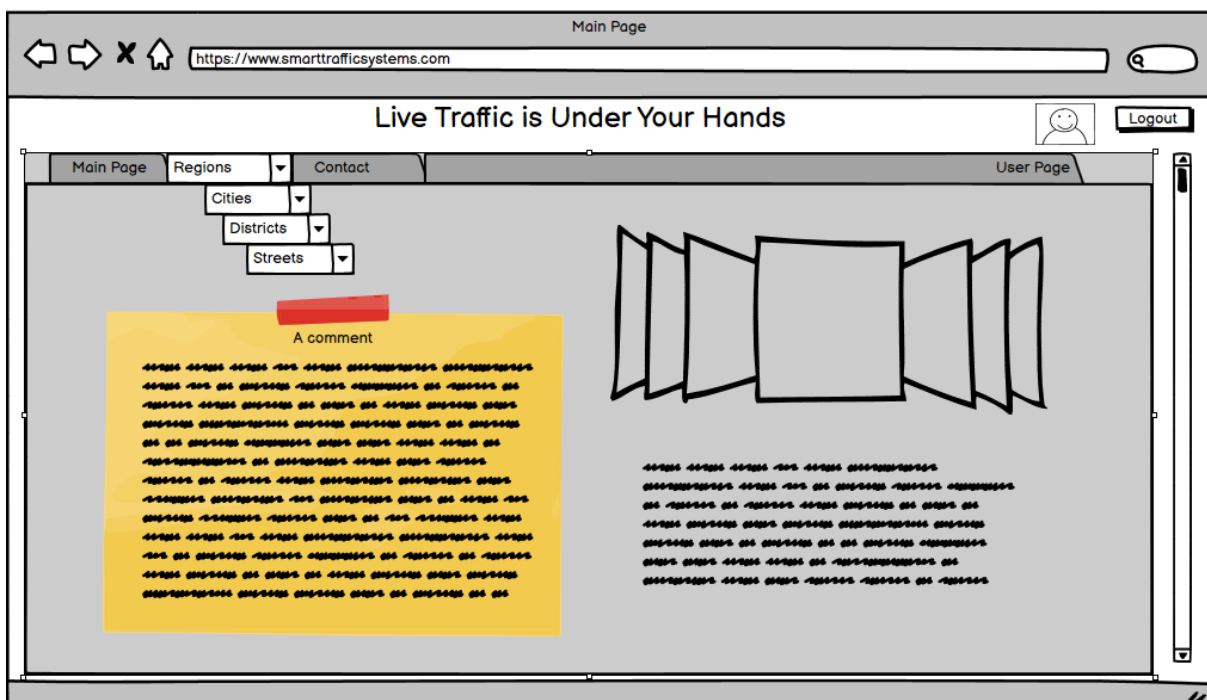 Main Page
https://www.smarttrafficsystems.com
Live Traffic is Under Your Hands
Logout
Main Page Regions Contact User Page
Cities
Districts
Streets
A comment